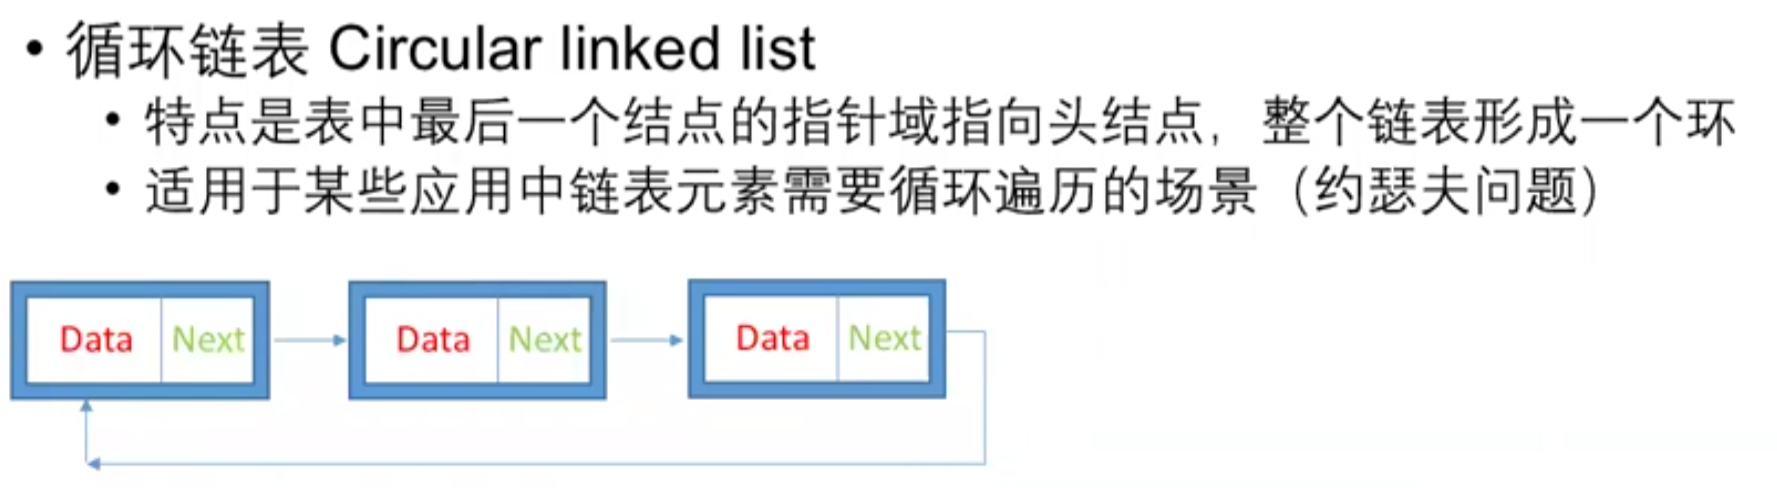 • 循环链表 Circular linked list
• 特点是表中最后一个结点的指针域指向头结点，整个链表形成一个环
• 适用于某些应用中链表元素需要循环遍历的场景（约瑟夫问题）
Data Next Data Next Data Next